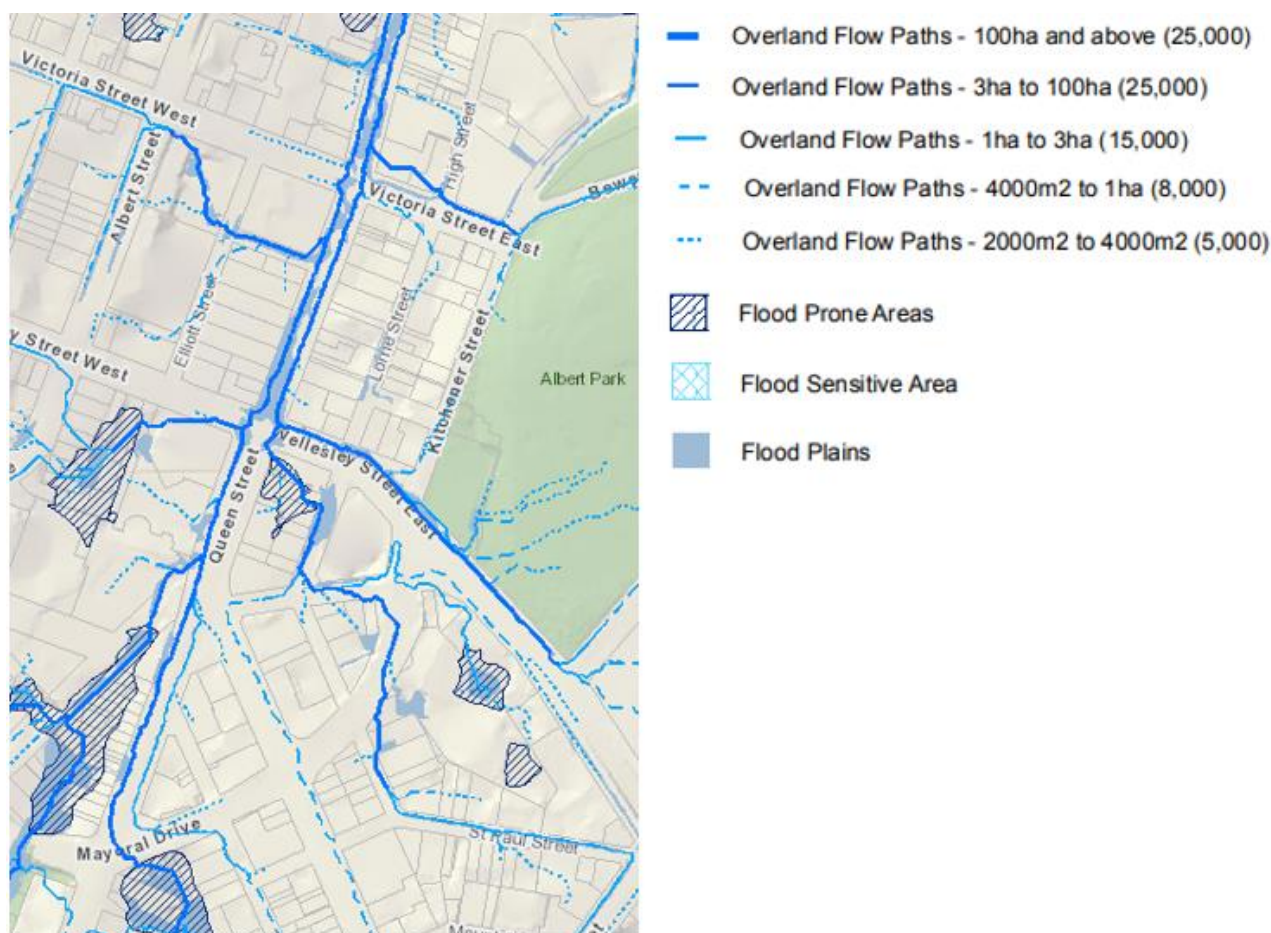 Victoria Street West
Albert Street
High Street
Victoria Street East
Elliott Street
Lorne Street
Kitchener Street
y Street West
Albert Park
Queen Street
Wellesley Street East
Mayoral Drive
St Paul Street
Overland Flow Paths - 100ha and above (25,000)
Overland Flow Paths - 3ha to 100ha (25,000)
Overland Flow Paths - 1ha to 3ha (15,000)
Overland Flow Paths - 4000m2 to 1ha (8,000)
Overland Flow Paths - 2000m2 to 4000m2 (5,000)
Flood Prone Areas
Flood Sensitive Area
Flood Plains